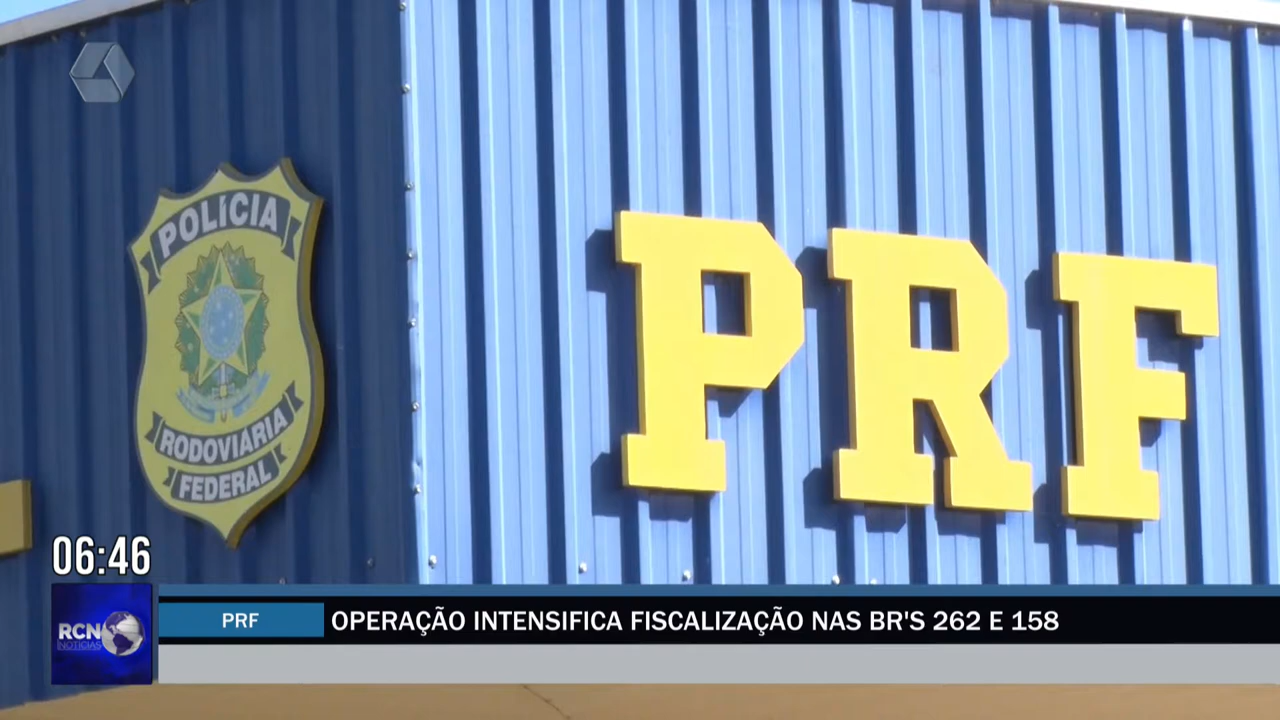 POLÍCIA
RODOVIÁRIA
FEDERAL
PRF
06:46
RCN
NOTÍCIAS
PRF
OPERAÇÃO INTENSIFICA FISCALIZAÇÃO NAS BR'S 262 E 158